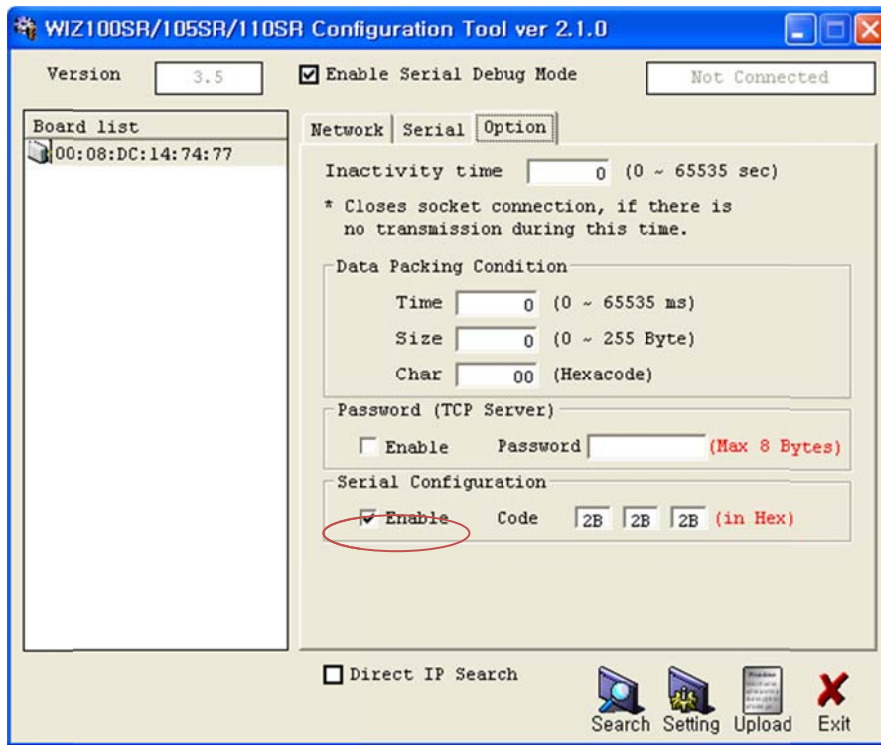 WIZ100SR/105SR/110SR Configuration Tool ver 2.1.0
Version 3.5 Enable Serial Debug Mode Not Connected
Board list
00:08:DC:14:74:77
Network Serial Option
Inactivity time 0 (0 ~ 65535 sec)
* Closes socket connection, if there is
no transmission during this time.
Data Packing Condition
Time 0 (0 ~ 65535 ms)
Size 0 (0 ~ 255 Byte)
Char 00 (Hexacode)
Password (TCP Server)
Enable Password (Max 8 Bytes)
Serial Configuration
Enable Code 2B 2B 2B (in Hex)
Direct IP Search
Search Setting Upload Exit